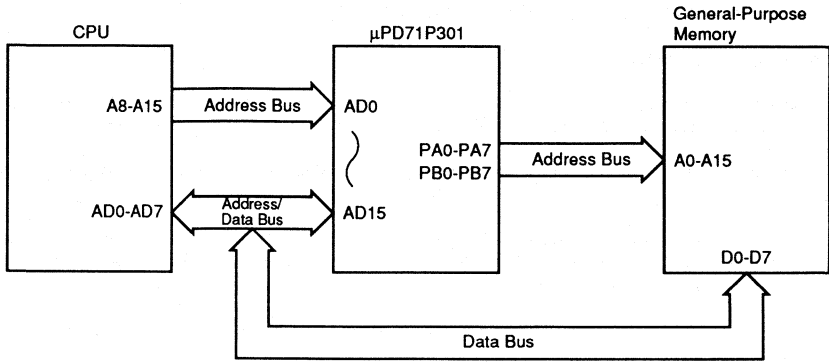 CPU
μPD71P301
General-Purpose
Memory
A8-A15
Address Bus
AD0
PA0-PA7
PB0-PB7
Address Bus
A0-A15
AD0-AD7
Address/
Data Bus
AD15
D0-D7
Data Bus